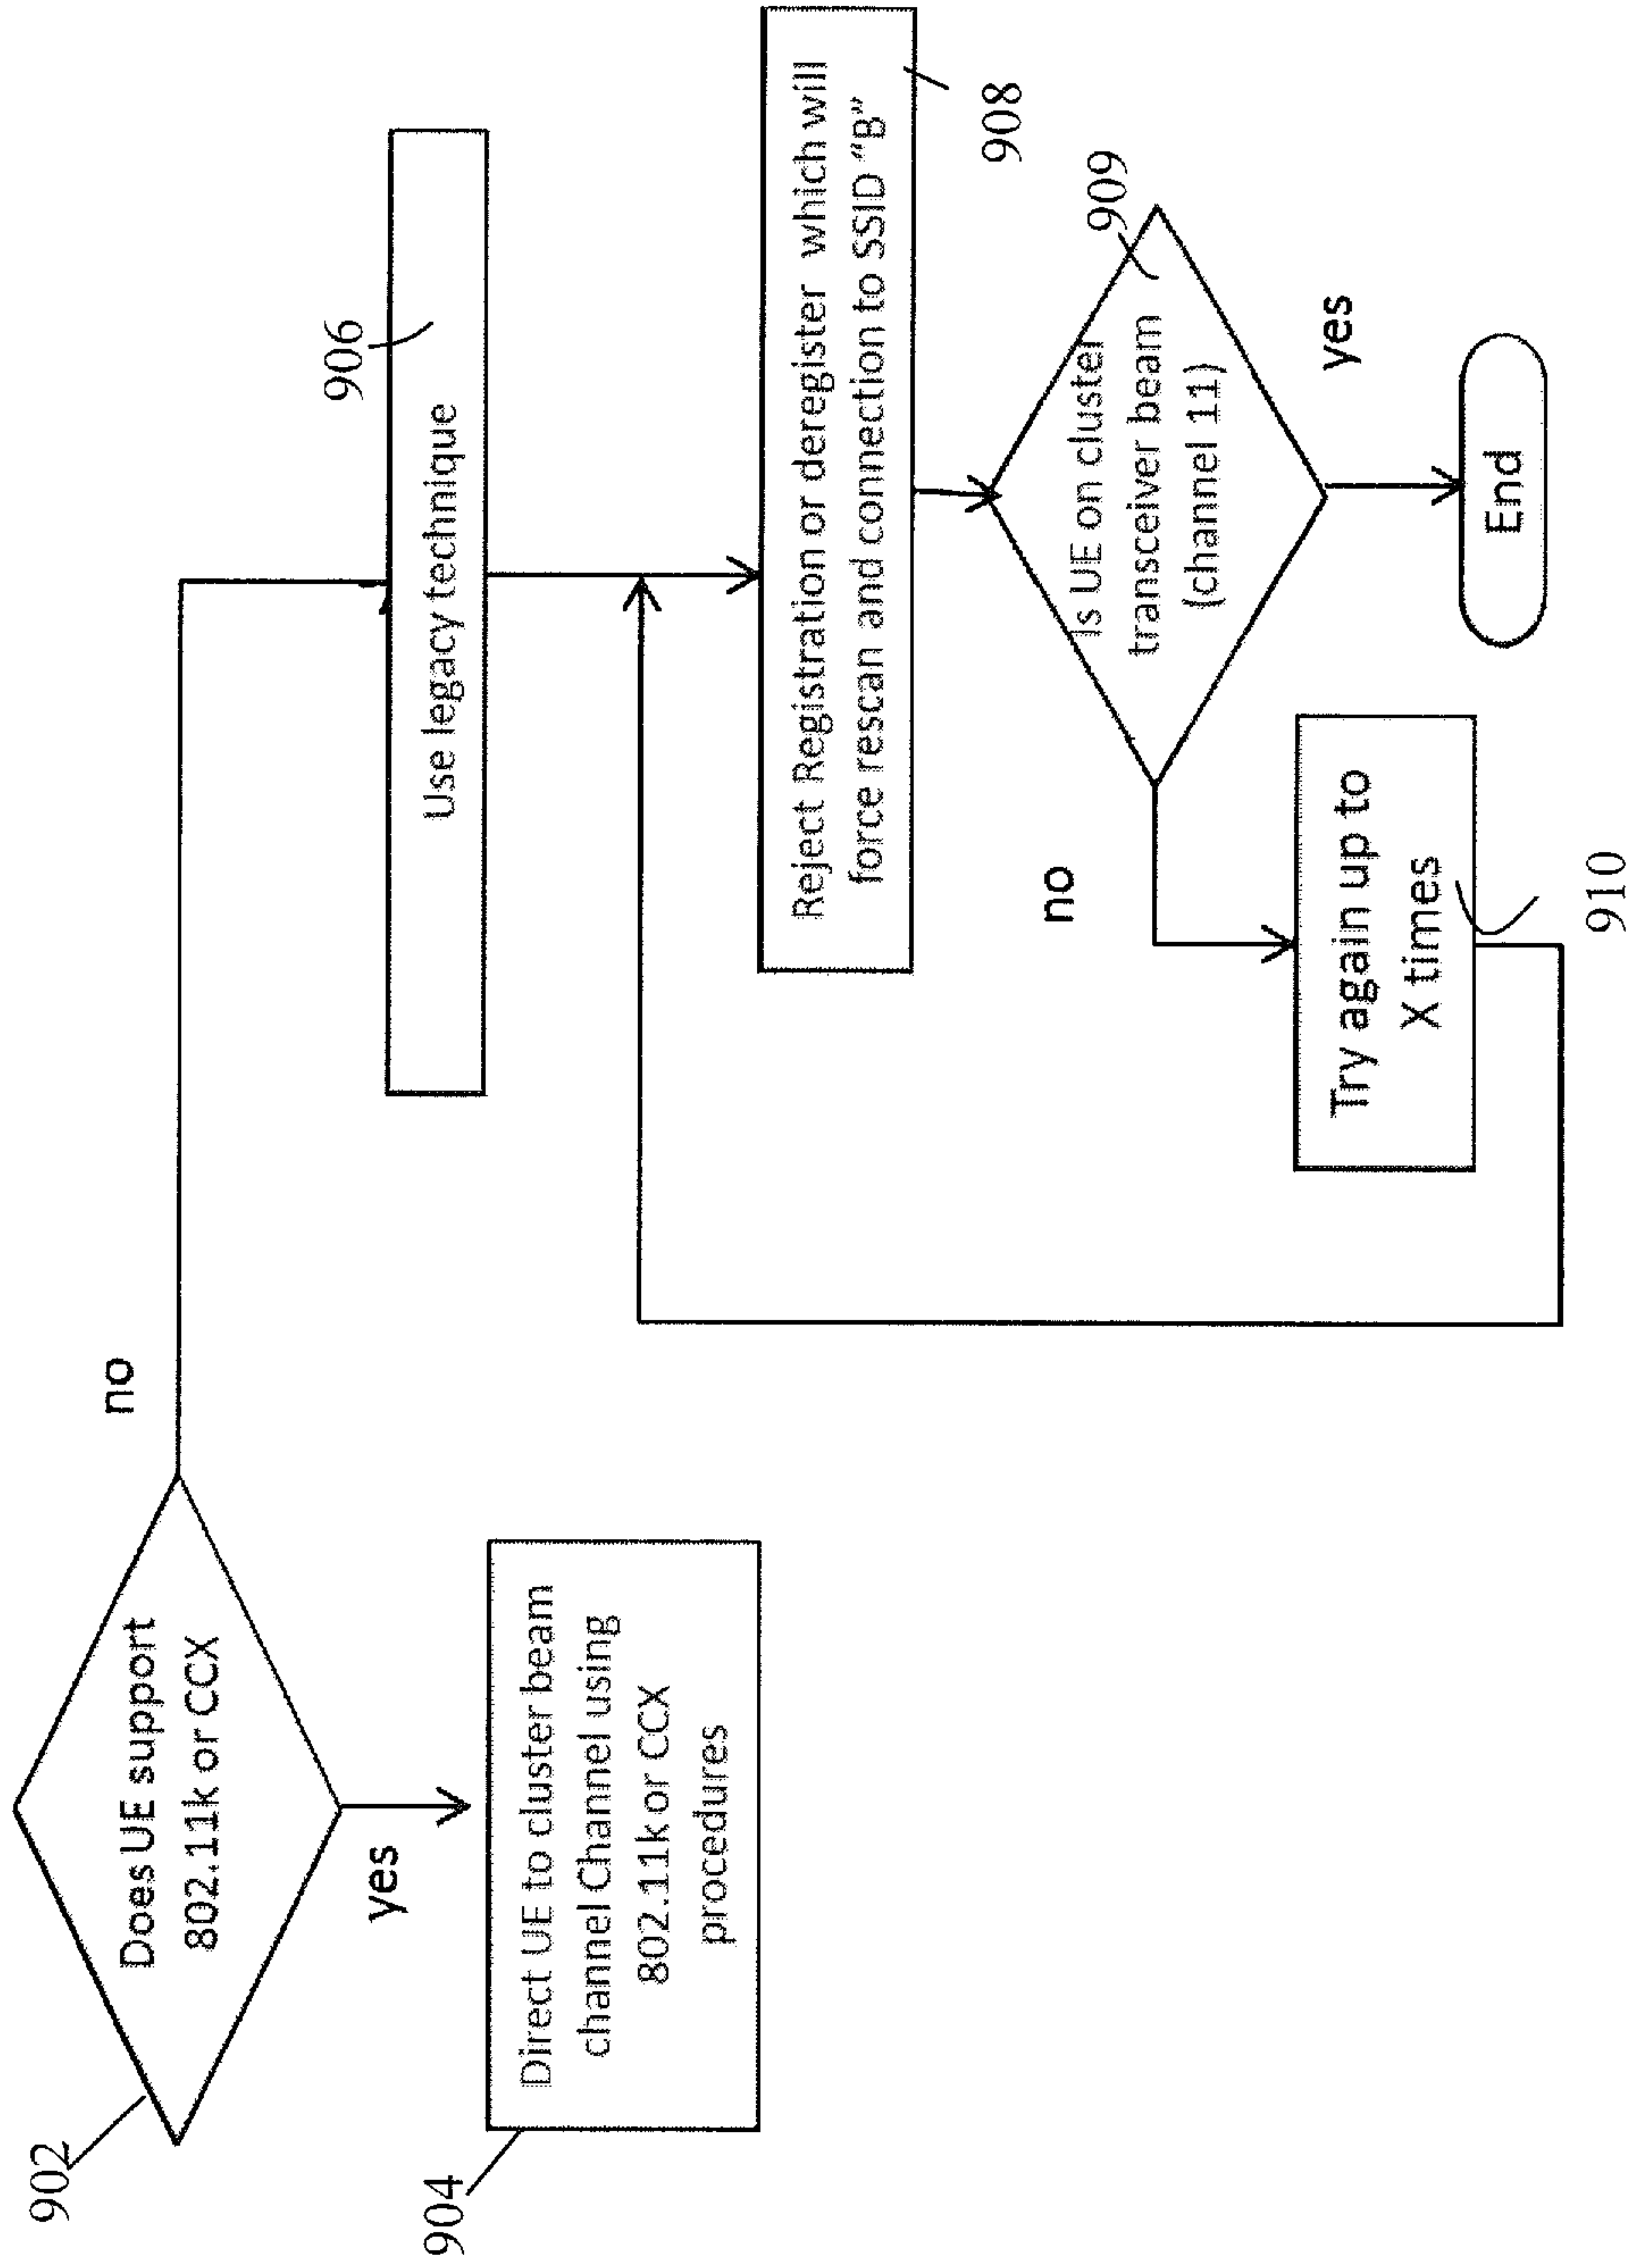 902
Does UE support
802.11k or CCX
no
yes
904
Direct UE to cluster beam
channel Channel using
802.11k or CCX
procedures
906
Use legacy technique
Reject Registration or deregister which will
force rescan and connection to SSID “B”
908
909
Is UE on cluster
transceiver beam
(channel 11)
no
yes
Try again up to
X times
910
End